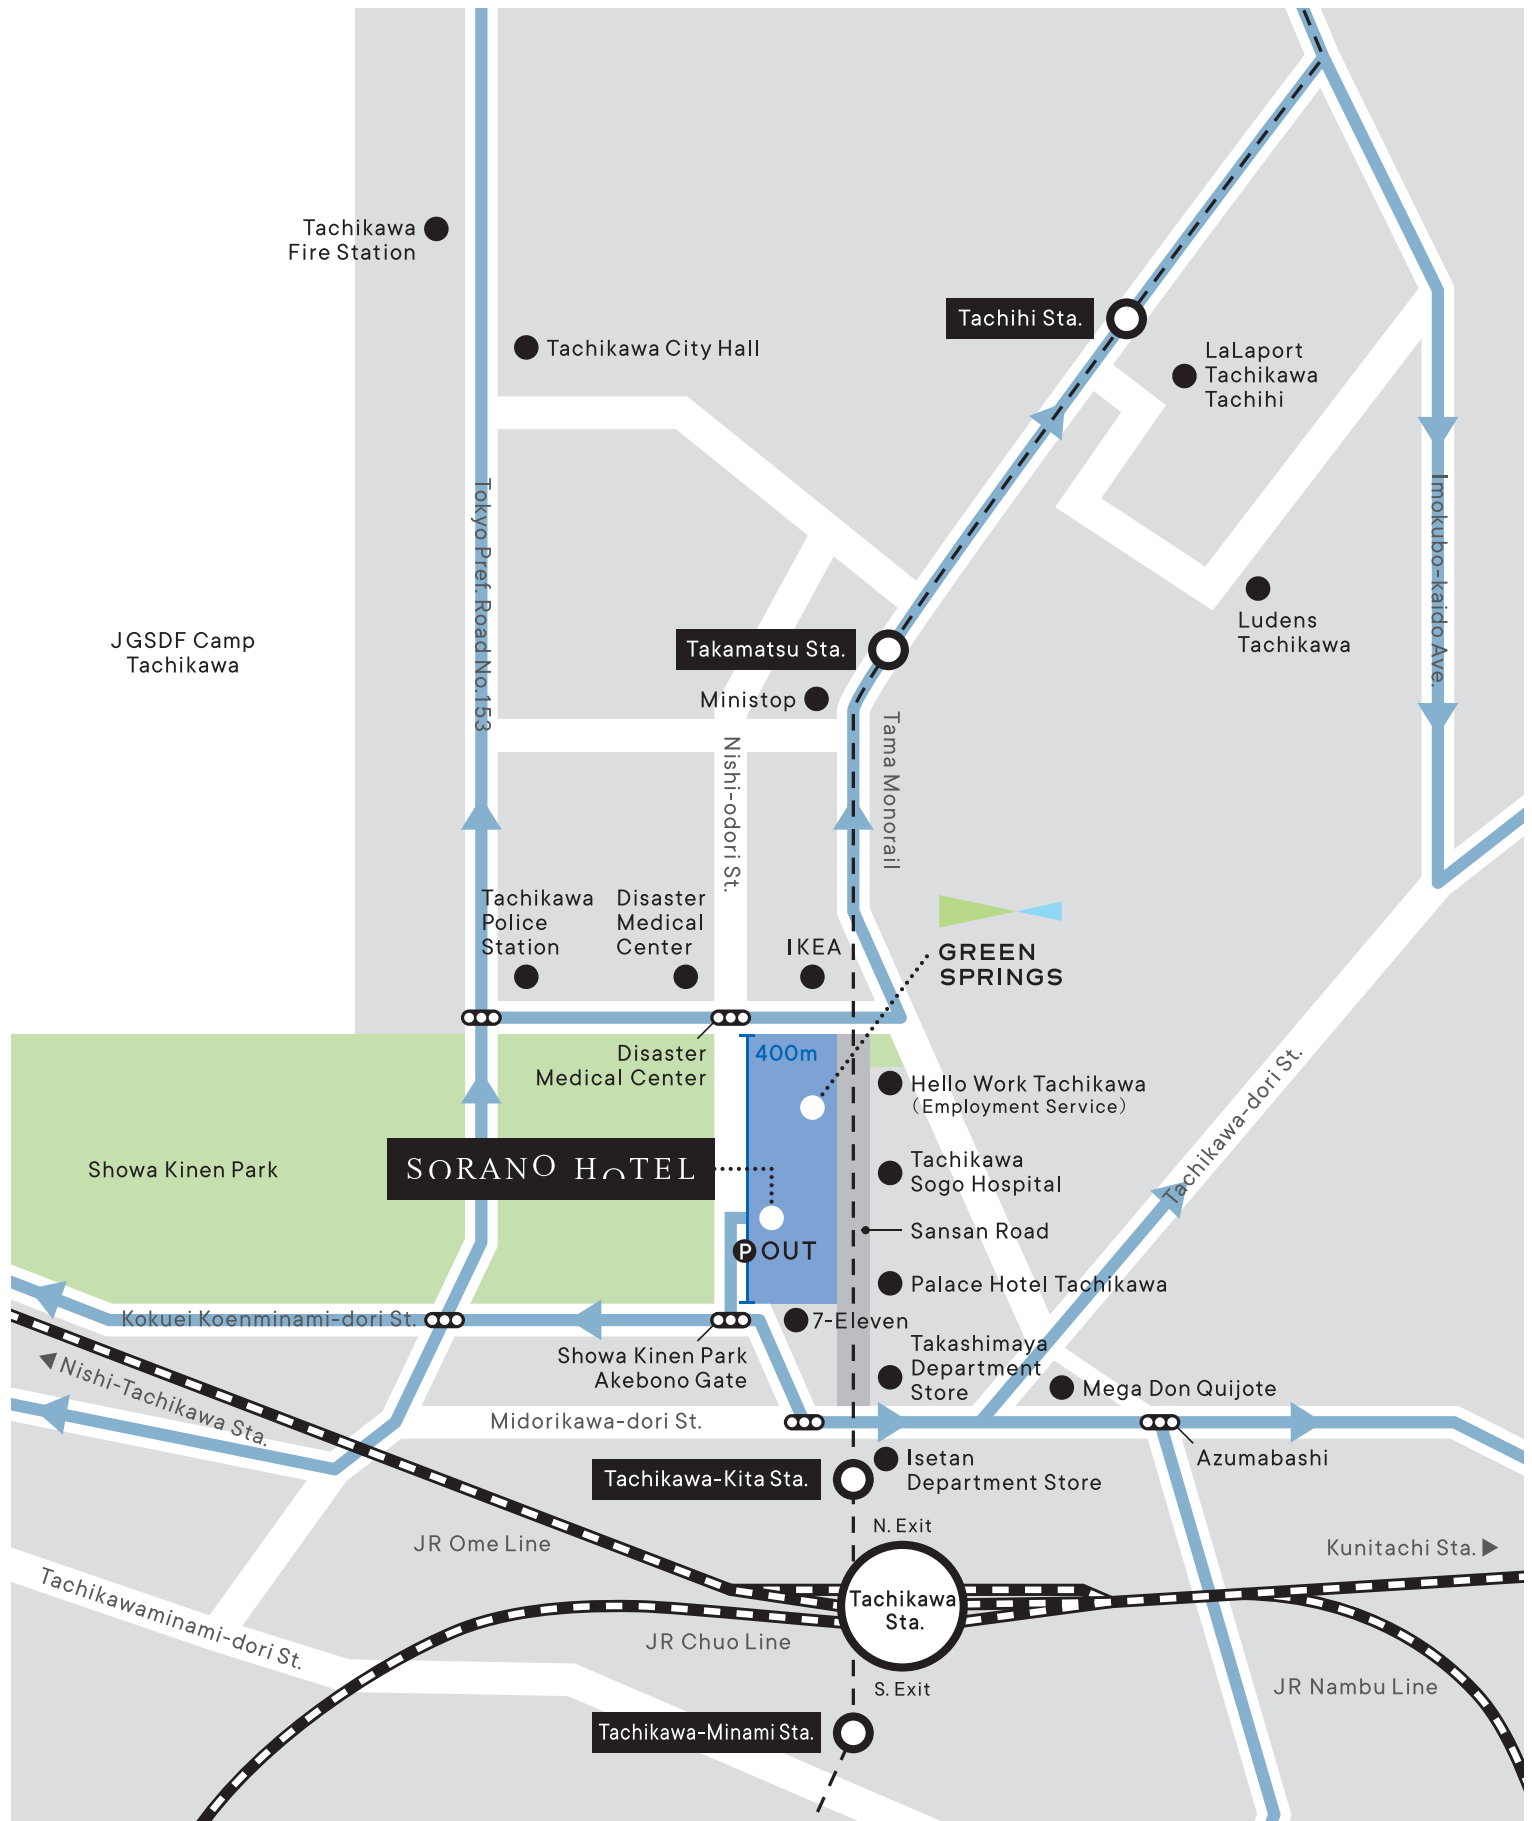 Tachikawa
Fire Station
Tachihi Sta.
Tachikawa City Hall
LaLaport
Tachikawa
Tachihi
Tokyo Pref. Road No.153
Imokubo-kaido Ave.
Ludens
Tachikawa
JGSDF Camp
Tachikawa
Takamatsu Sta.
Ministop
Tama Monorail
Nishi-odori St.
Tachikawa
Police
Station
Disaster
Medical
Center
IKEA
GREEN
SPRINGS
Disaster
Medical Center
400m
Hello Work Tachikawa
(Employment Service)
Tachikawa-dori St.
Showa Kinen Park
SORANO HOTEL
Tachikawa
Sogo Hospital
Sansan Road
P OUT
Palace Hotel Tachikawa
Kokuei Koenminami-dori St.
7-Eleven
Showa Kinen Park
Akebono Gate
Takashimaya
Department
Store
Mega Don Quijote
◀ Nishi-Tachikawa Sta.
Midorikawa-dori St.
Azumabashi
Isetan
Department Store
Tachikawa-Kita Sta.
N. Exit
JR Ome Line
Kunitachi Sta. ▶
Tachikawa
Sta.
Tachikawaminami-dori St.
JR Chuo Line
S. Exit
JR Nambu Line
Tachikawa-Minami Sta.